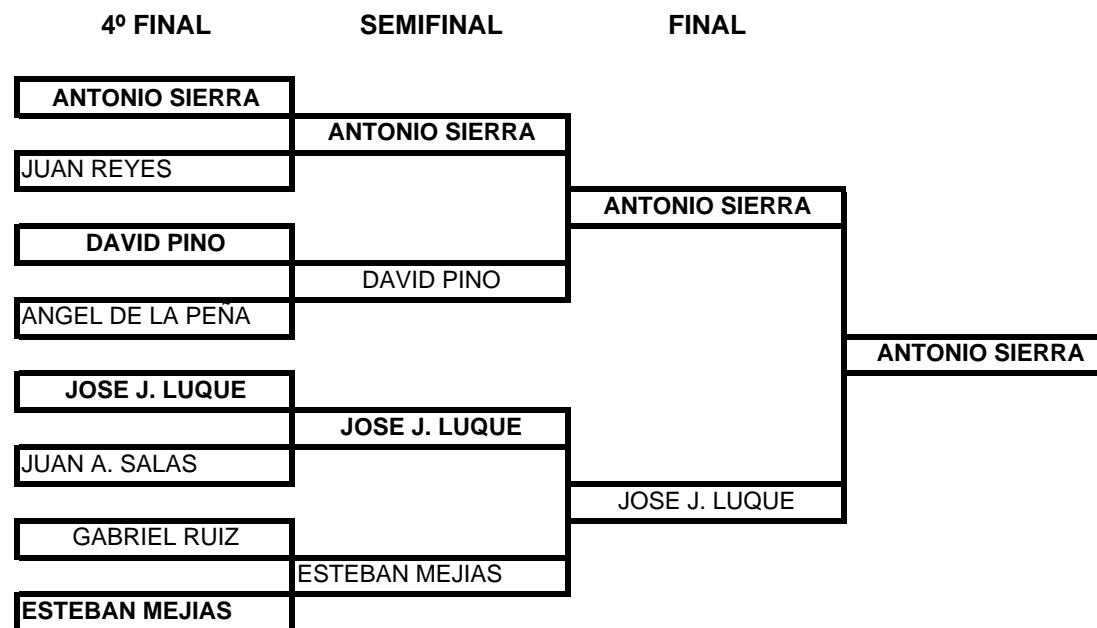 4º FINAL SEMIFINAL FINAL
ANTONIO SIERRA
ANTONIO SIERRA
JUAN REYES
ANTONIO SIERRA
DAVID PINO
DAVID PINO
ANGEL DE LA PEÑA
ANTONIO SIERRA
JOSE J. LUQUE
JOSE J. LUQUE
JUAN A. SALAS
JOSE J. LUQUE
GABRIEL RUIZ
ESTEBAN MEJIAS
ESTEBAN MEJIAS